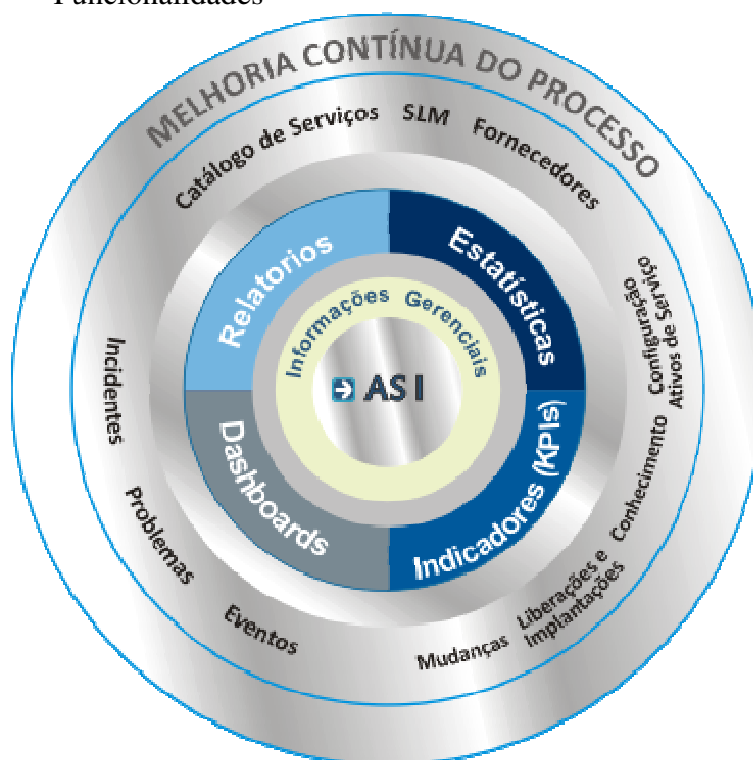 Funcionalidades
MELHORIA CONTÍNUA DO PROCESSO
Catálogo de Serviços
SLM
Fornecedores
Configuração
Ativos de Serviço
Conhecimento
Liberações e
Implantações
Mudanças
Eventos
Problemas
Incidentes
Relatorios
Estatísticas
Indicadores (KPIs)
Dashboards
Informações Gerenciais
ASI